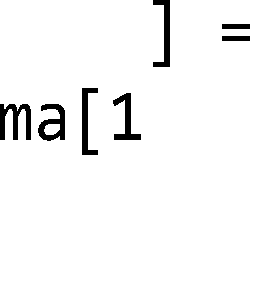 ] =
ma[1